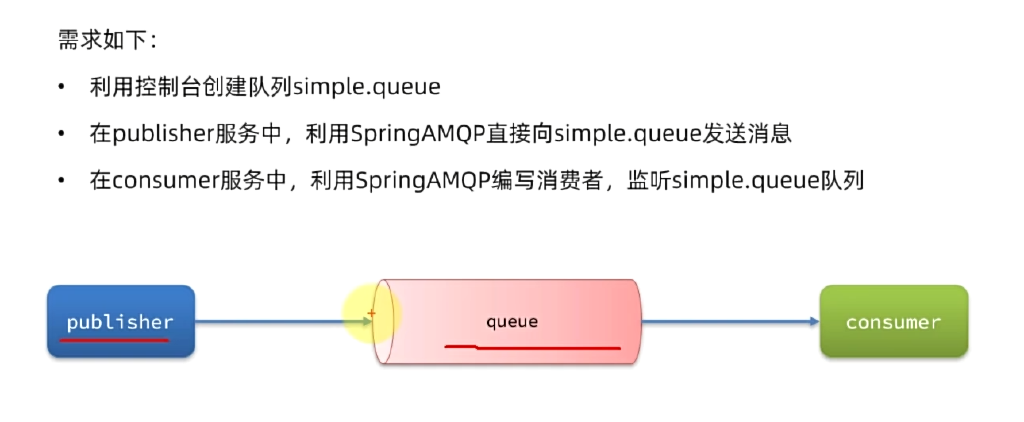 需求如下：
• 利用控制台创建队列simple.queue
• 在publisher服务中，利用SpringAMQP直接向simple.queue发送消息
• 在consumer服务中，利用SpringAMQP编写消费者，监听simple.queue队列
publisher
queue
consumer